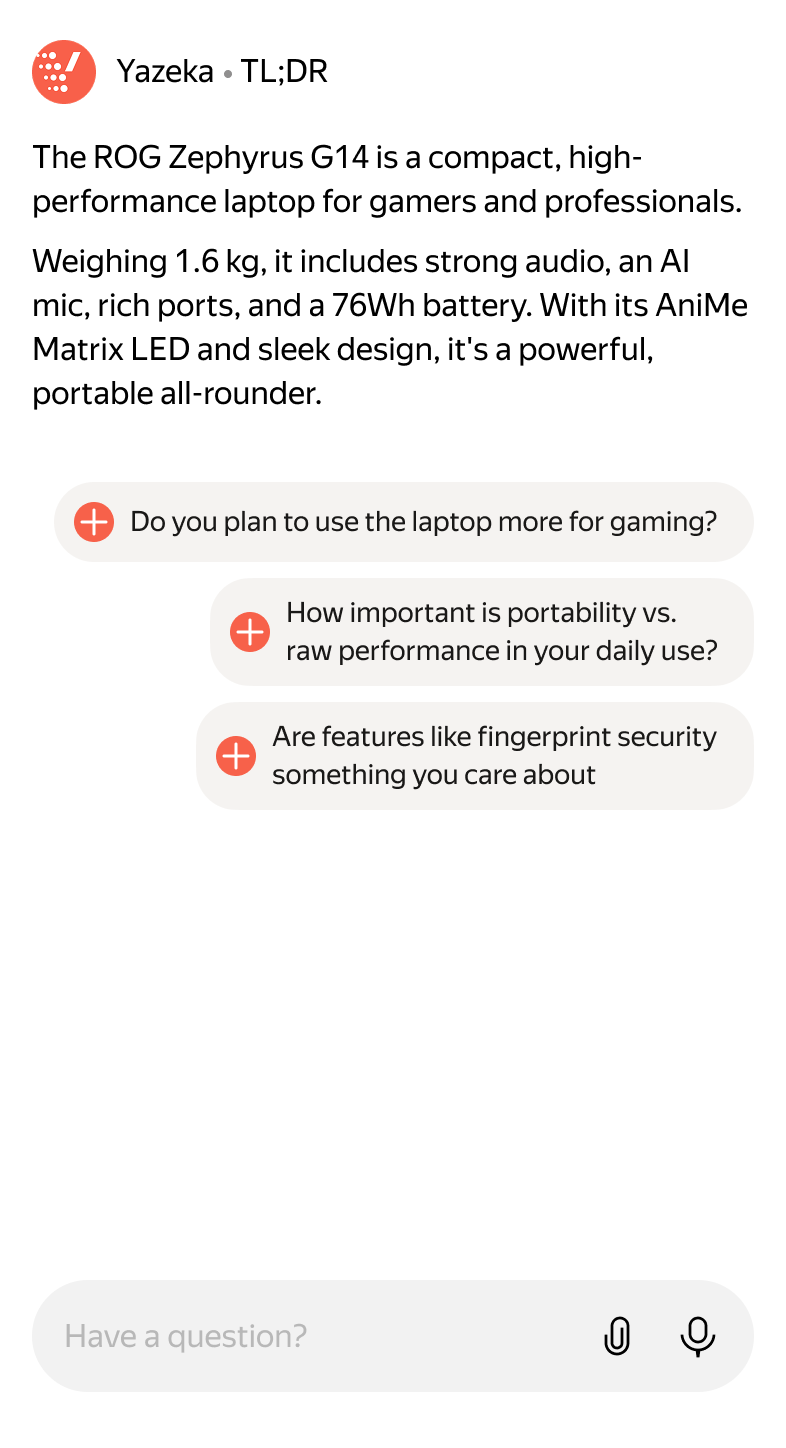 Yazeka • TL;DR
The ROG Zephyrus G14 is a compact, high-
performance laptop for gamers and professionals.
Weighing 1.6 kg, it includes strong audio, an AI
mic, rich ports, and a 76Wh battery. With its AniMe
Matrix LED and sleek design, it's a powerful,
portable all-rounder.
Do you plan to use the laptop more for gaming?
How important is portability vs.
raw performance in your daily use?
Are features like fingerprint security
something you care about
Have a question?